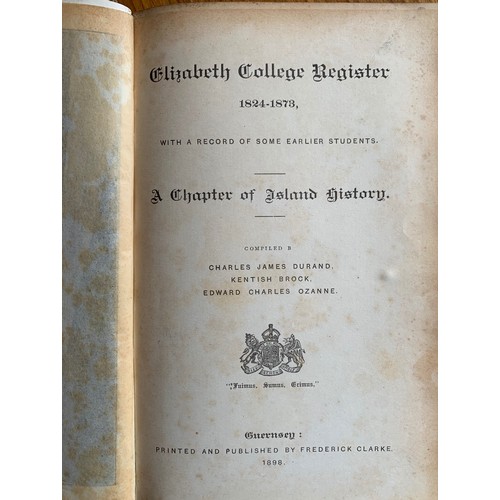 Elizabeth College Register
1824-1873,
WITH A RECORD OF SOME EARLIER STUDENTS.
A Chapter of Island History.
COMPILED B
CHARLES JAMES DURAND,
KENTISH BROCK,
EDWARD CHARLES OZANNE.
"Fuimus, Sumus, Erimus."
Guernsey:
PRINTED AND PUBLISHED BY FREDERICK CLARKE.
1898.